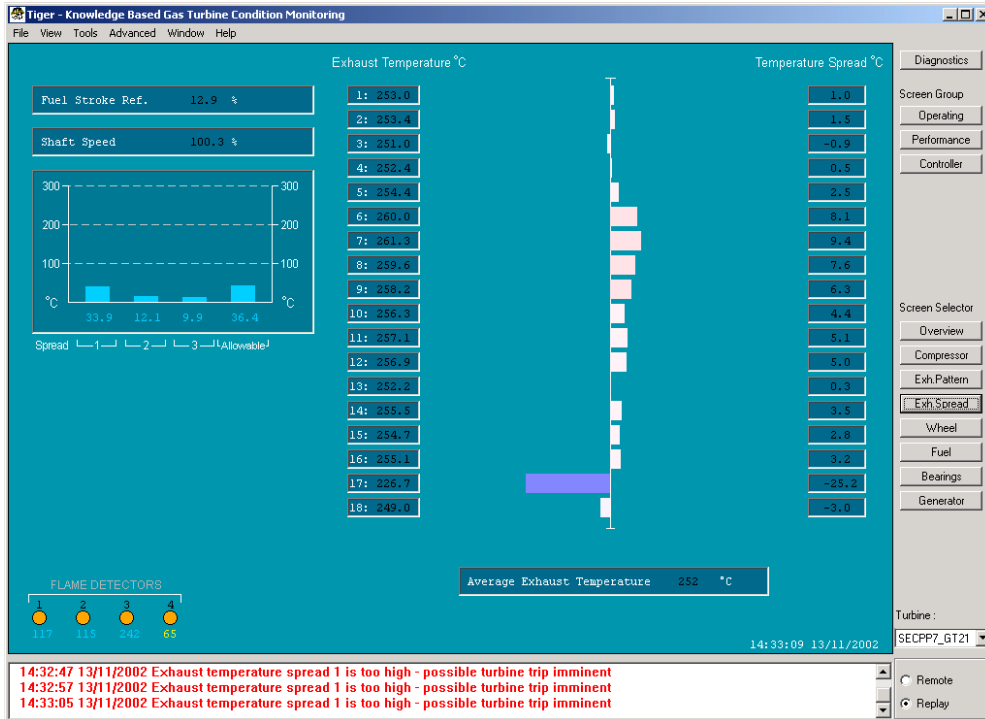 Tiger - Knowledge Based Gas Turbine Condition Monitoring
File View Tools Advanced Window Help
Exhaust Temperature °C
Temperature Spread °C
Diagnostics
Screen Group
Operating
Performance
Controller
Fuel Stroke Ref. 12.9 %
Shaft Speed 100.3 %
300 300
200 200
100 100
°C °C
33.9 12.1 9.9 36.4
Spread 1 2 3 Allowable
1: 253.0 1.0
2: 253.4 1.5
3: 251.0 -0.9
4: 252.4 0.5
5: 254.4 2.5
6: 260.0 8.1
7: 261.3 9.4
8: 259.6 7.6
9: 258.2 6.3
10: 256.3 4.4
11: 257.1 5.1
12: 256.9 5.0
13: 252.2 0.3
14: 255.5 3.5
15: 254.7 2.8
16: 255.1 3.2
17: 226.7 -25.2
18: 249.0 -3.0
Screen Selector
Overview
Compressor
Exh.Pattern
Exh.Spread
Wheel
Fuel
Bearings
Generator
Average Exhaust Temperature 252 °C
FLAME DETECTORS
1 2 3 4
117 115 242 65
14:33:09 13/11/2002
Turbine :
SECPP7_GT21
14:32:47 13/11/2002 Exhaust temperature spread 1 is too high - possible turbine trip imminent
14:32:57 13/11/2002 Exhaust temperature spread 1 is too high - possible turbine trip imminent
14:33:05 13/11/2002 Exhaust temperature spread 1 is too high - possible turbine trip imminent
Remote
Replay